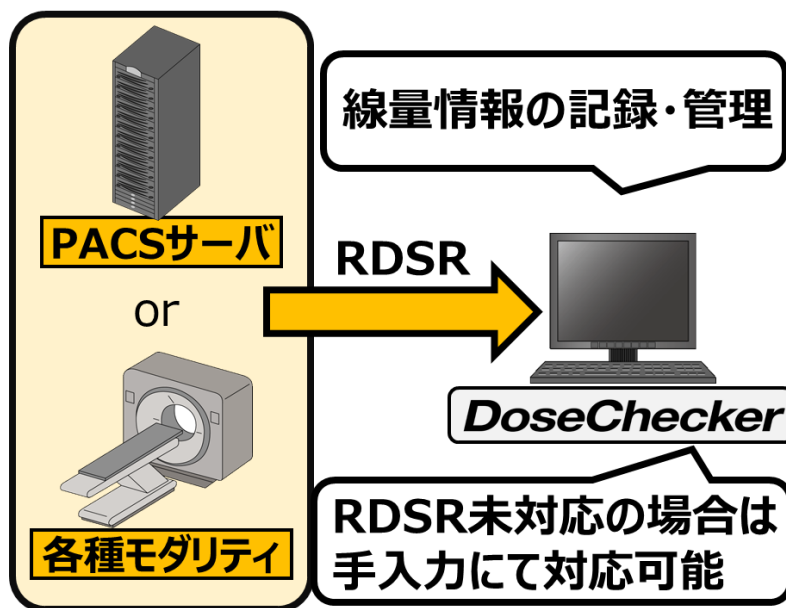 線量情報の記録・管理
PACSサーバ
RDSR
or
DoseChecker
各種モダリティ
RDSR未対応の場合は
手入力にて対応可能